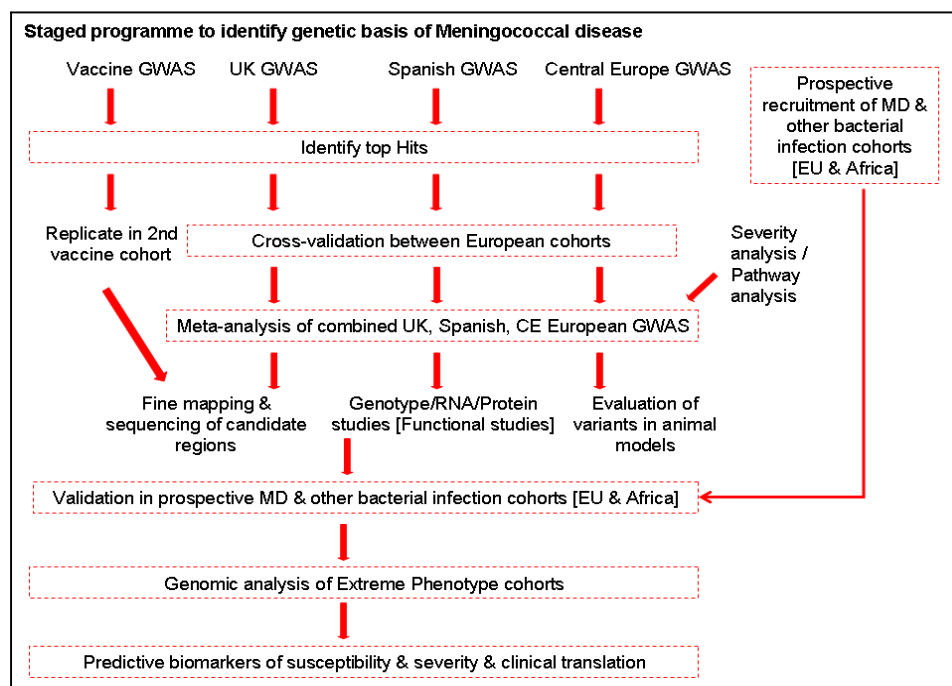 Staged programme to identify genetic basis of Meningococcal disease
Vaccine GWAS
UK GWAS
Spanish GWAS
Central Europe GWAS
Prospective
recruitment of MD &
other bacterial
infection cohorts
[EU & Africa]
Identify top Hits
Replicate in 2nd
vaccine cohort
Cross-validation between European cohorts
Severity
analysis /
Pathway
analysis
Meta-analysis of combined UK, Spanish, CE European GWAS
Fine mapping &
sequencing of candidate
regions
Genotype/RNA/Protein
studies [Functional studies]
Evaluation of
variants in animal
models
Validation in prospective MD & other bacterial infection cohorts [EU & Africa]
Genomic analysis of Extreme Phenotype cohorts
Predictive biomarkers of susceptibility & severity & clinical translation